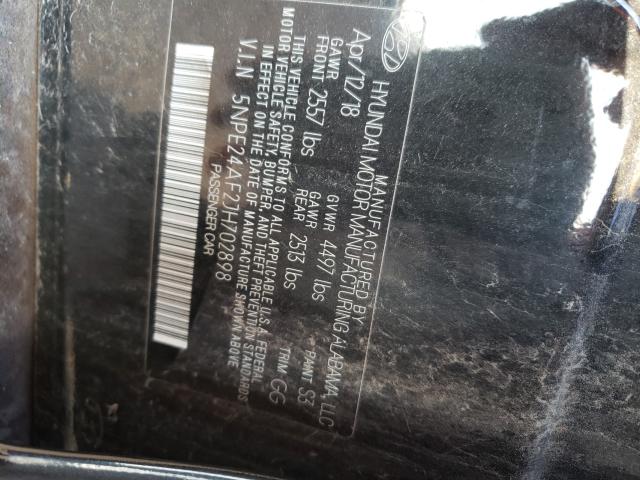 MANUFACTURED BY
HYUNDAI MOTOR MANUFACTURING ALABAMA, LLC
Apr/12/18 GVWR 4497 lbs PAINT S3
GAWR FRONT 2557 lbs GAWR REAR 2513 lbs TRIM GG
THIS VEHICLE CONFORMS TO ALL APPLICABLE U.S.A. FEDERAL
MOTOR VEHICLE SAFETY, BUMPER, AND THEFT PREVENTION STANDARDS
IN EFFECT ON THE DATE OF MANUFACTURE SHOWN ABOVE
V.I.N 5NPE24AF2JH702898
PASSENGER CAR